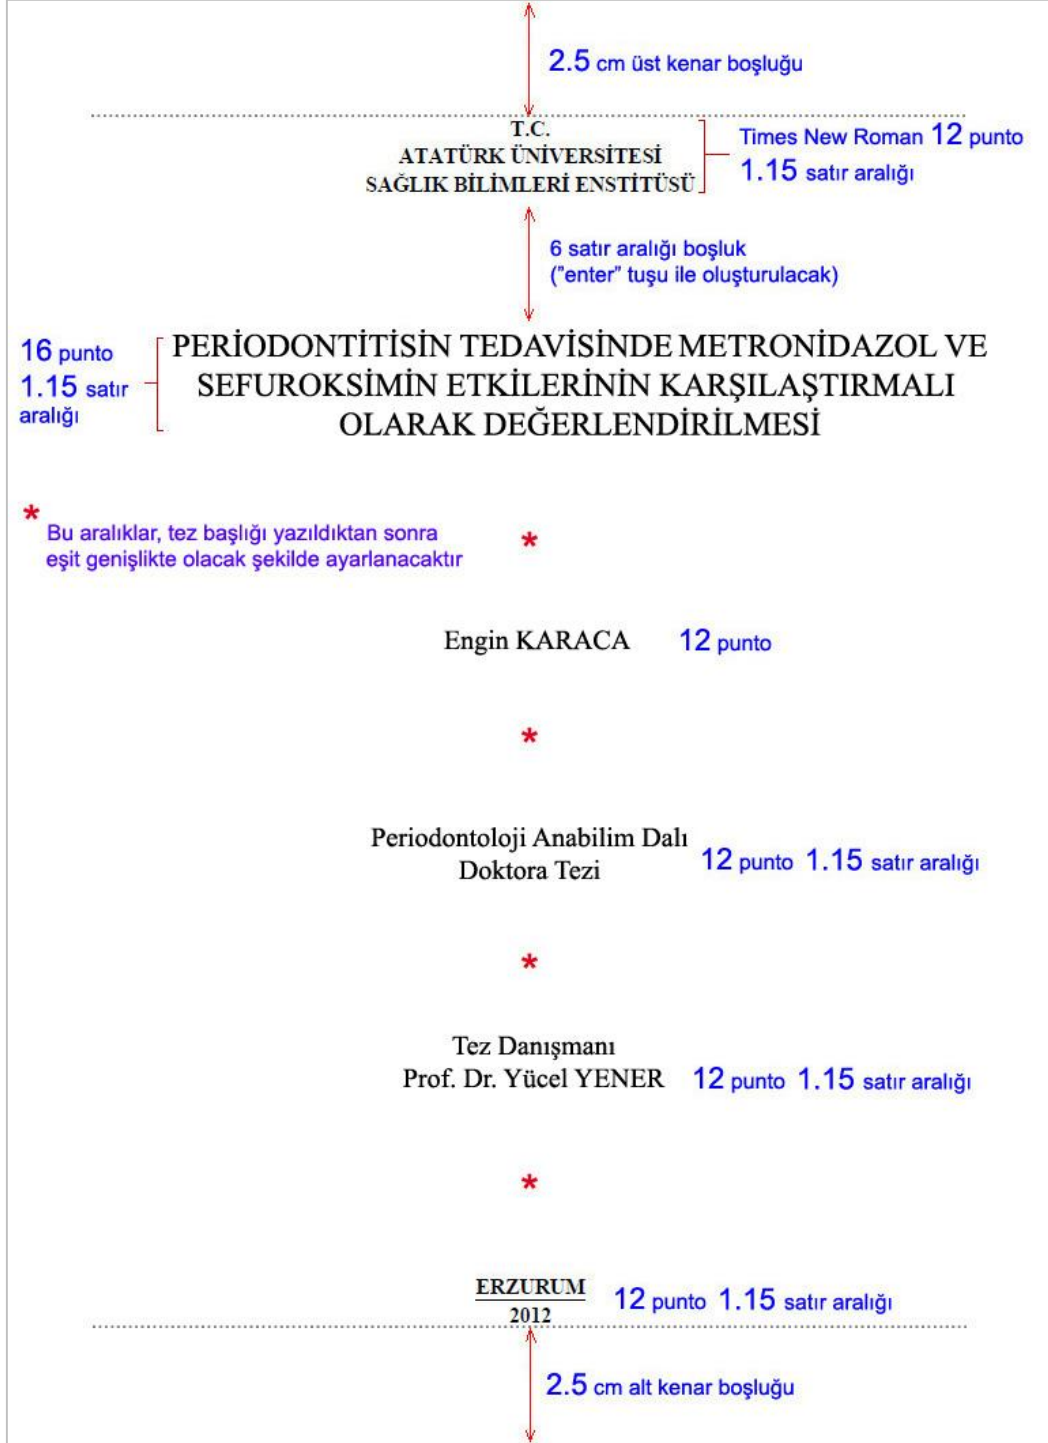 2.5 cm üst kenar boşluğu
T.C.
ATATÜRK ÜNİVERSİTESİ
SAĞLIK BİLİMLERİ ENSTİTÜSÜ
Times New Roman 12 punto
1.15 satır aralığı
6 satır aralığı boşluk
("enter” tuşu ile oluşturulacak)
16 punto
1.15 satır
aralığı
PERİODONTİTİSİN TEDAVİSİNDE METRONİDAZOL VE
SEFUROKSİMİN ETKİLERİNİN KARŞILAŞTIRMALI
OLARAK DEĞERLENDİRİLMESİ
* Bu aralıklar, tez başlığı yazıldıktan sonra
eşit genişlikte olacak şekilde ayarlanacaktır
*
Engin KARACA 12 punto
*
Periodontoloji Anabilim Dalı
Doktora Tezi
12 punto 1.15 satır aralığı
*
Tez Danışmanı
Prof. Dr. Yücel YENER 12 punto 1.15 satır aralığı
*
ERZURUM
2012
12 punto 1.15 satır aralığı
2.5 cm alt kenar boşluğu